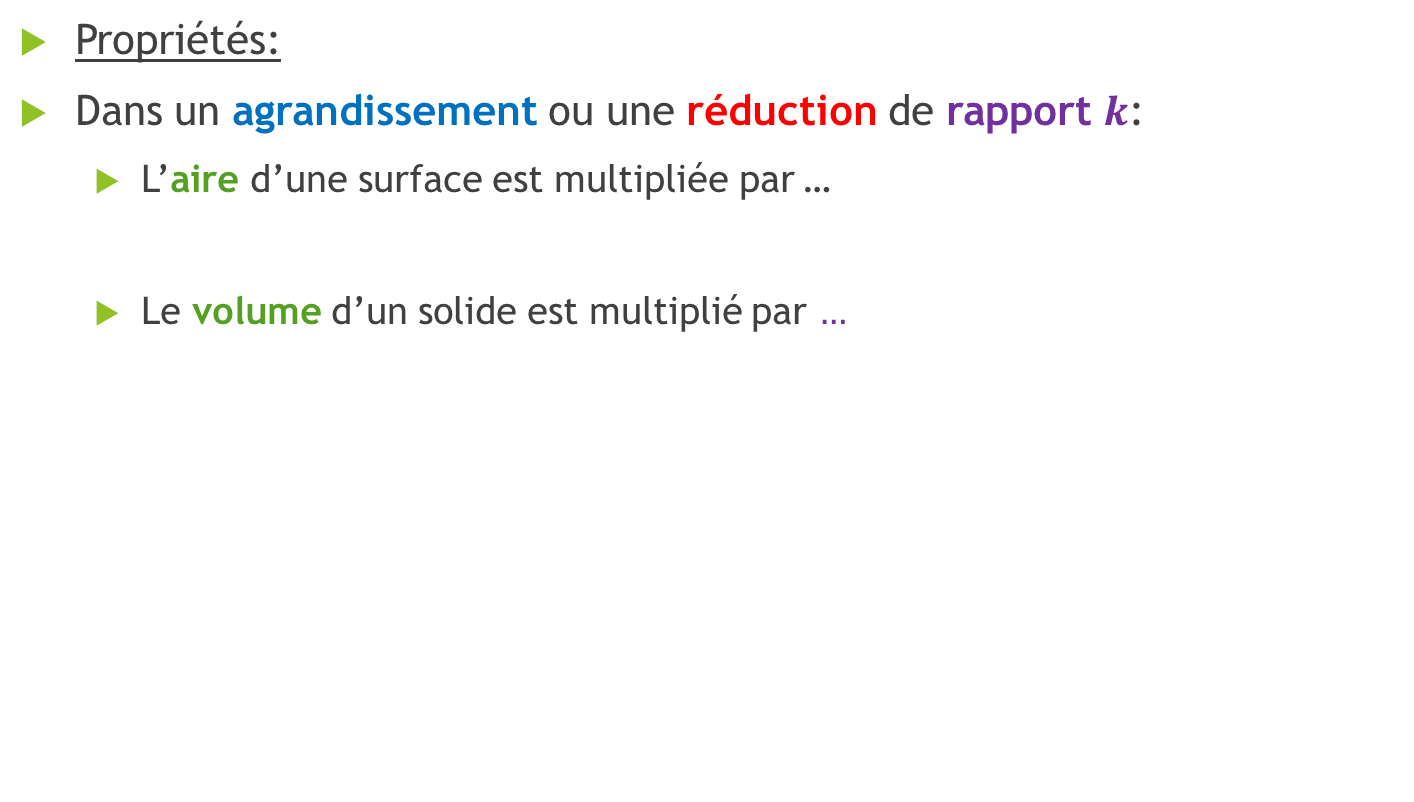 Propriétés:
Dans un agrandissement ou une réduction de rapport k:
L’aire d’une surface est multipliée par …
Le volume d’un solide est multiplié par …